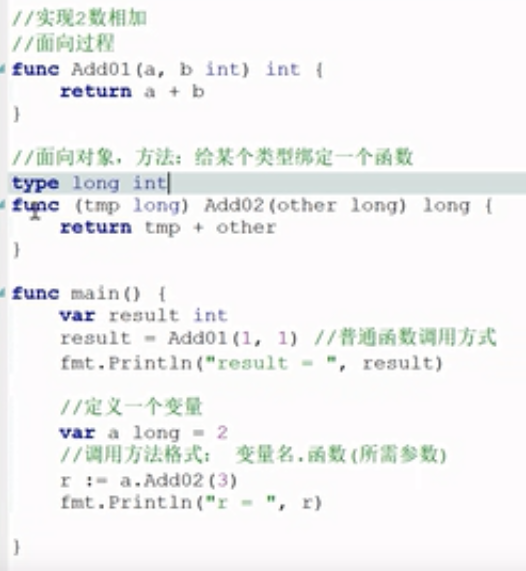 //实现2数相加
//面向过程
func Add01(a, b int) int {
    return a + b
}
//面向对象，方法：给某个类型绑定一个函数
type long int
func (tmp long) Add02(other long) long {
    return tmp + other
}
func main() {
    var result int
    result = Add01(1, 1) //普通函数调用方式
    fmt.Println("result = ", result)
    //定义一个变量
    var a long = 2
    //调用方法格式： 变量名.函数(所需参数)
    r := a.Add02(3)
    fmt.Println("r = ", r)
}